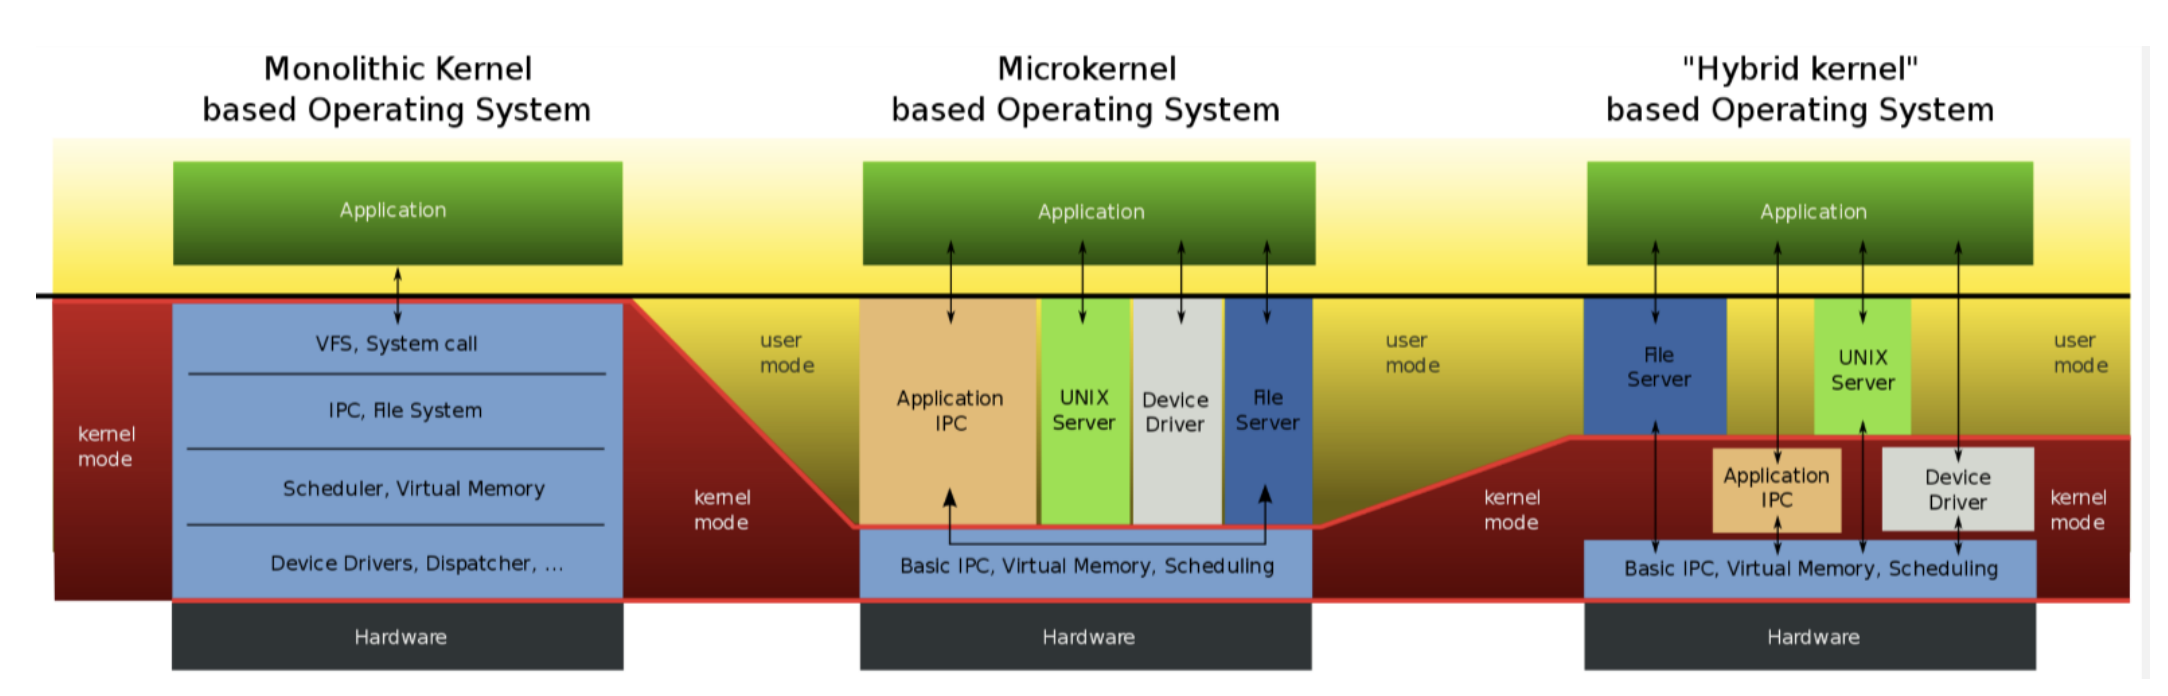 Monolithic Kernel
based Operating System
Microkernel
based Operating System
"Hybrid kernel"
based Operating System
Application
VFS, System call
IPC, File System
Scheduler, Virtual Memory
Device Drivers, Dispatcher, ...
Hardware
kernel
mode
kernel
mode
user
mode
Application
Application
IPC
UNIX
Server
Device
Driver
File
Server
Basic IPC, Virtual Memory, Scheduling
Hardware
user
mode
kernel
mode
Application
File
Server
UNIX
Server
Application
IPC
Device
Driver
Basic IPC, Virtual Memory, Scheduling
Hardware
user
mode
kernel
mode